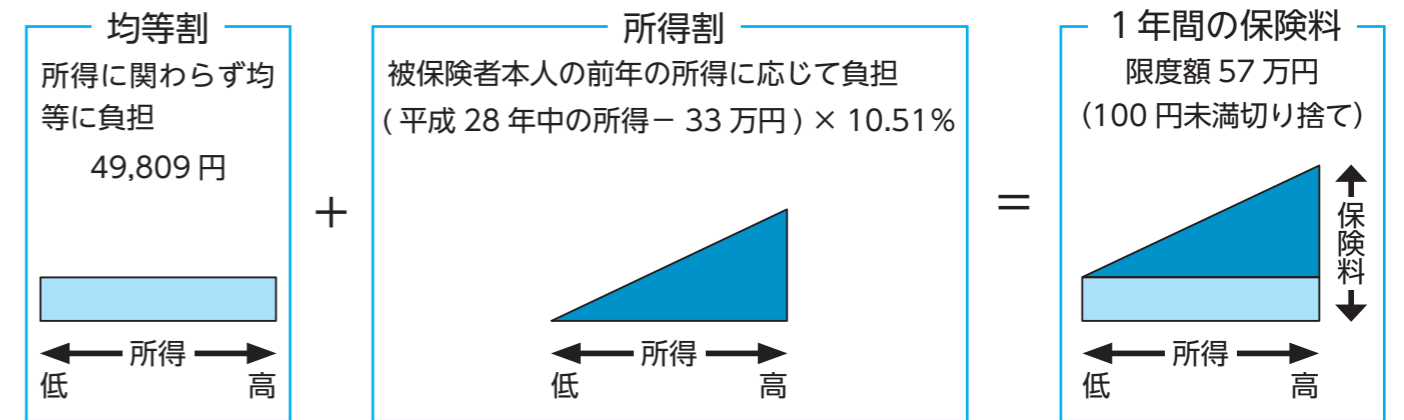 均等割
所得に関わらず均
等に負担
49,809 円
低
所得
高
＋
所得割
被保険者本人の前年の所得に応じて負担
( 平成 28 年中の所得－ 33 万円 ) × 10.51%
低
所得
高
＝
1 年間の保険料
限度額 57 万円
（100 円未満切り捨て）
保険料
低
所得
高